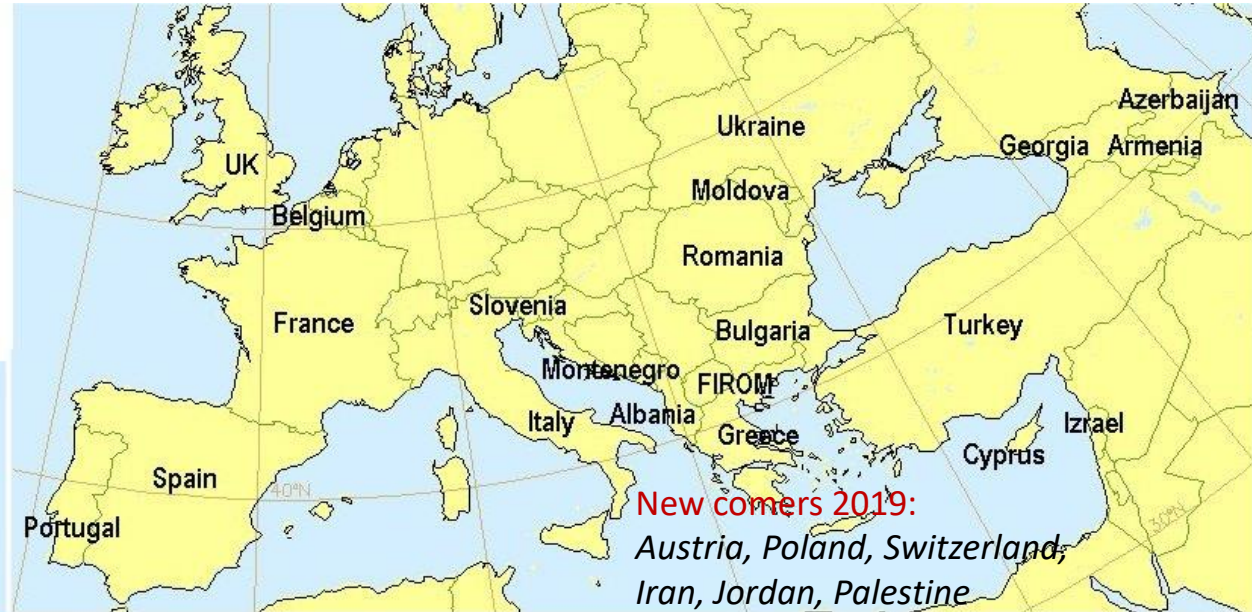 Azerbaijan
Ukraine
Georgia Armenia
UK
Moldova
Belgium
Romania
Slovenia
France
Bulgaria
Turkey
Montenegro
FIROM
Italy
Albania
Izrael
Greece
Cyprus
Spain
40°N
Portugal
30°N
New comers 2019:
Austria, Poland, Switzerland,
Iran, Jordan, Palestine